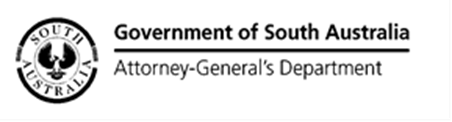 SOUTH
AUSTRALIA
Government of South Australia
Attorney-General's Department